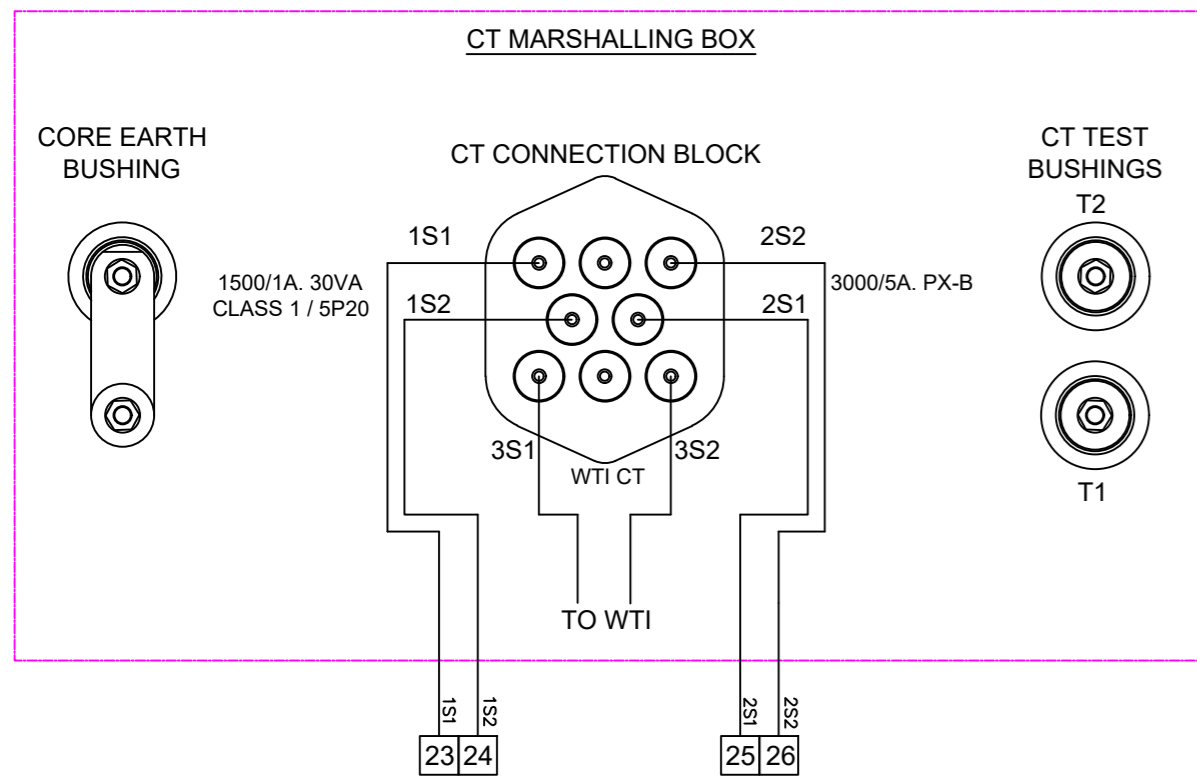 CT MARSHALLING BOX
CORE EARTH
BUSHING
CT CONNECTION BLOCK
CT TEST
BUSHINGS
T2
1S1
2S2
1500/1A. 30VA
CLASS 1 / 5P20
3000/5A. PX-B
1S2
2S1
3S1
3S2
WTI CT
T1
TO WTI
1S1
1S2
2S1
2S2
23
24
25
26